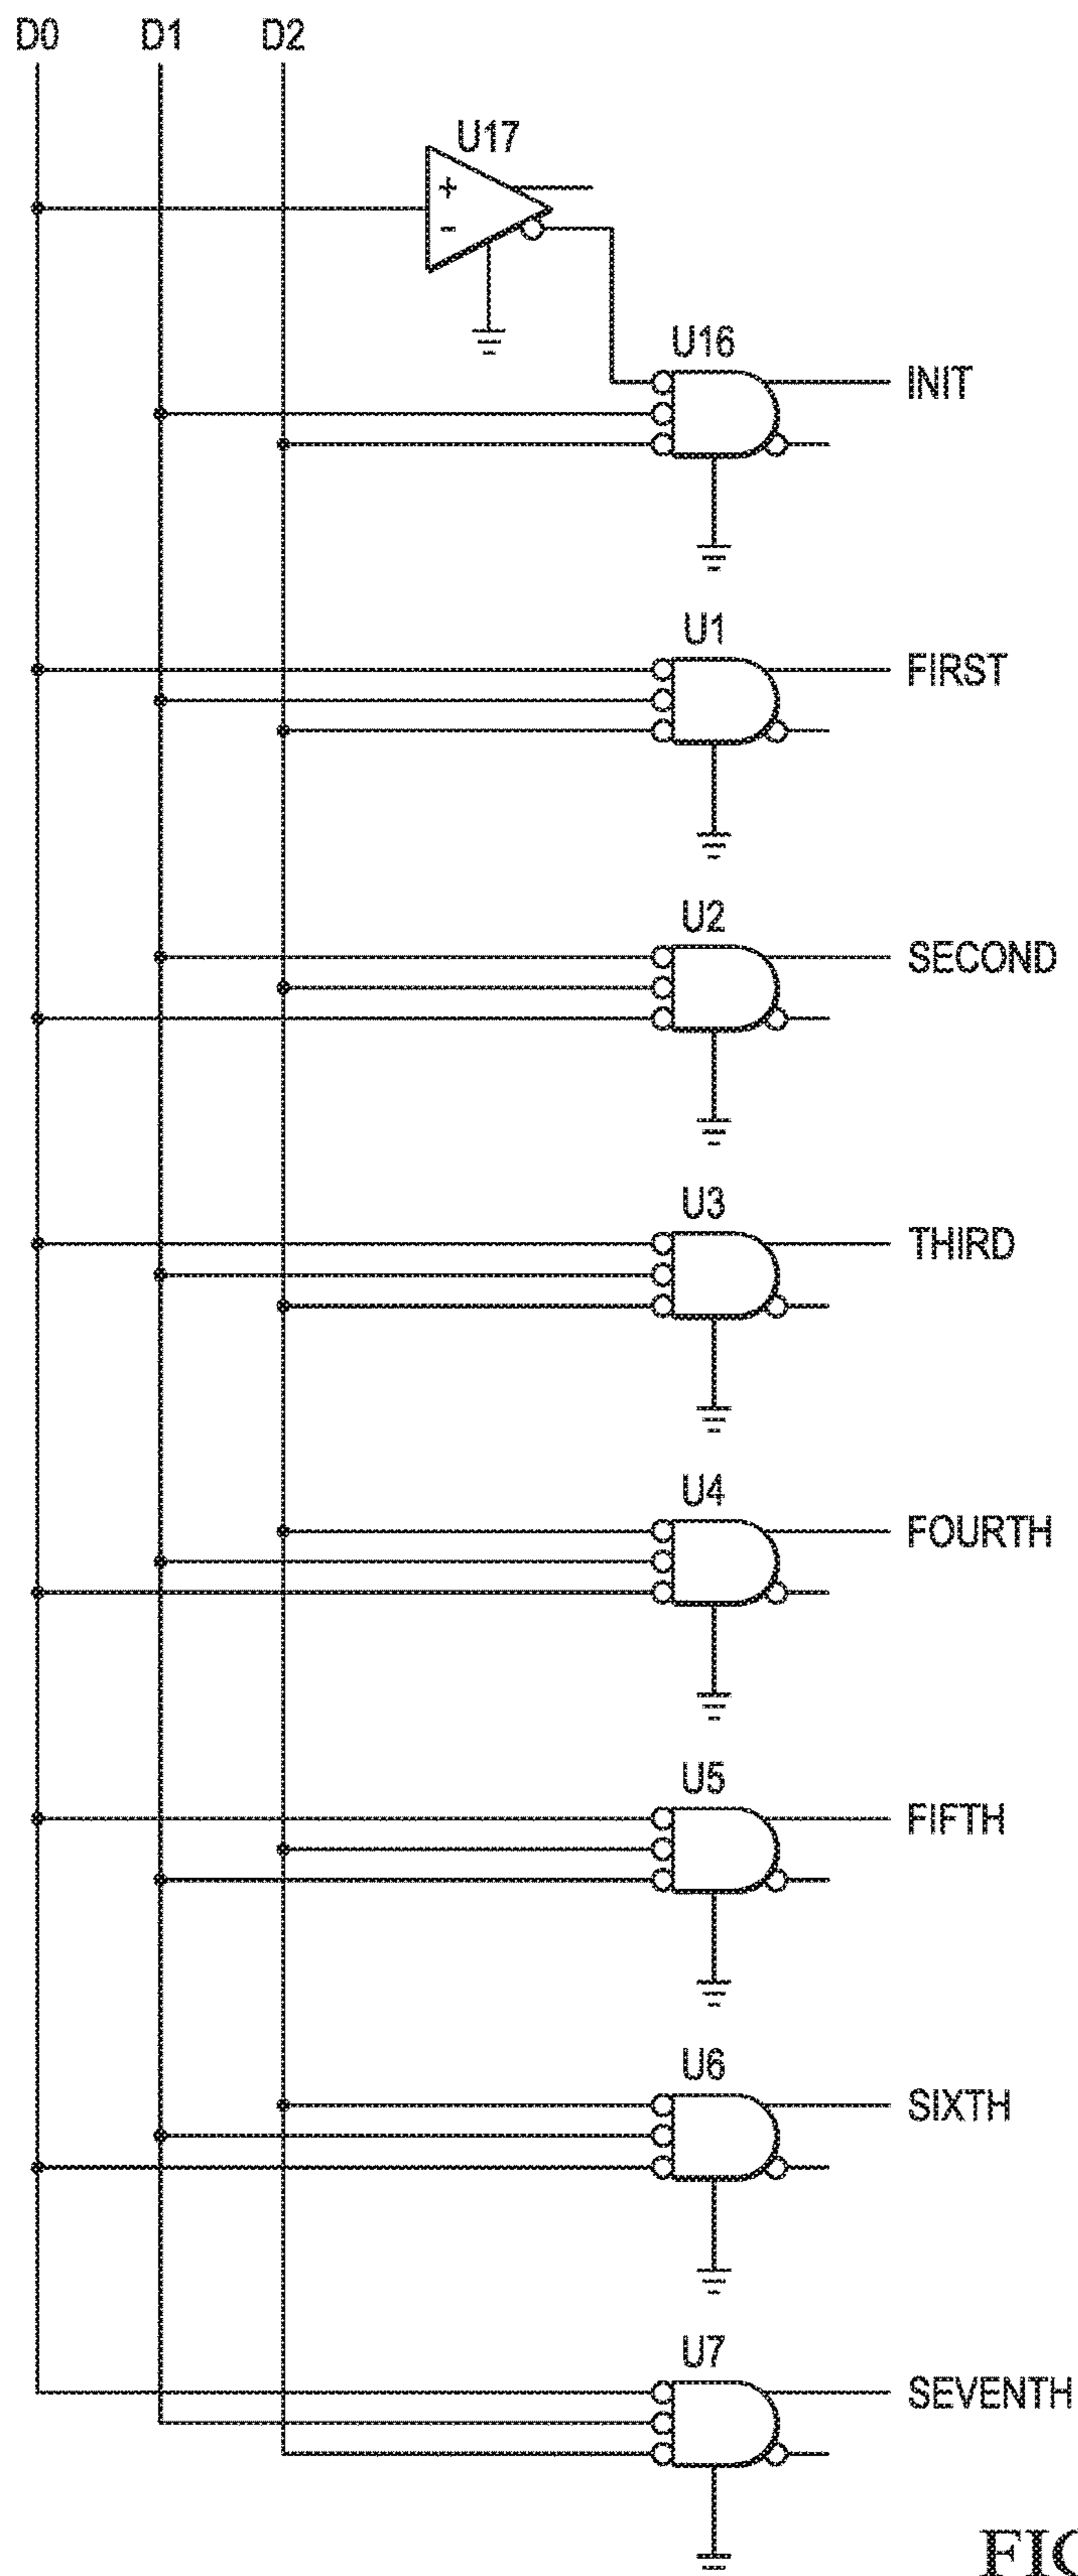 D0 D1 D2
U17
+
-
U16
INIT
U1
FIRST
U2
SECOND
U3
THIRD
U4
FOURTH
U5
FIFTH
U6
SIXTH
U7
SEVENTH